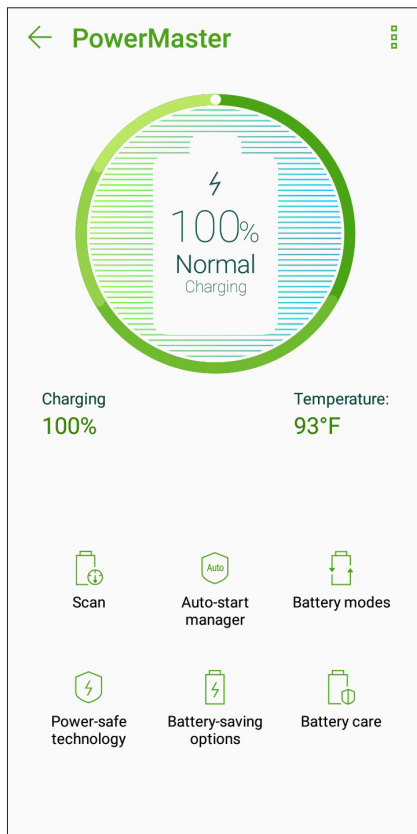 PowerMaster
100%
Normal
Charging
Charging
100%
Temperature:
93°F
Scan
Auto
Auto-start
manager
Battery modes
Power-safe
technology
Battery-saving
options
Battery care